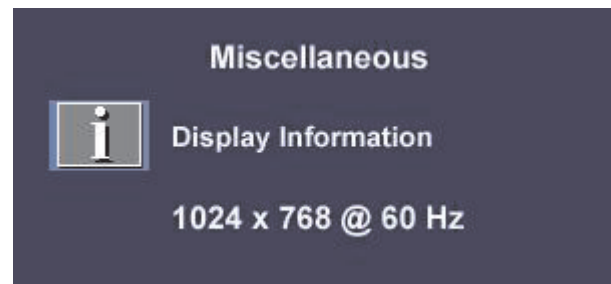 Miscellaneous
i
Display Information
1024 x 768 @ 60 Hz